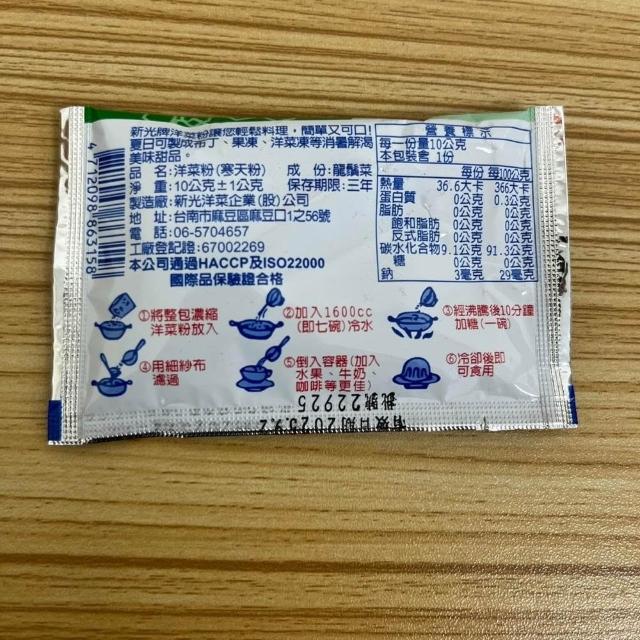 新光牌洋菜粉讓您輕鬆料理，簡單又可口！
夏日可製成布丁、果凍、洋菜凍等消暑解渴
美味甜品。
品 名：洋菜粉（寒天粉） 成 份：龍鬚菜
淨 重：10公克±1公克 保存期限：三年
製造廠：新光洋菜企業（股）公司
地 址：台南市麻豆區麻豆口1之56號
電 話：06-5704657
工廠登記證：67002269
本公司通過HACCP及ISO22000
國際品保驗證合格
4 712098 863158
營養標示
每一份量10公克
本包裝含 1份
每份 每100公克
熱量 36.6大卡 366大卡
蛋白質 0公克 0.3公克
脂肪 0公克 0公克
飽和脂肪 0公克 0公克
反式脂肪 0公克 0公克
碳水化合物 9.1公克 91.3公克
糖 0公克 0公克
鈉 3毫克 29毫克
①將整包濃縮
洋菜粉放入
②加入1600cc
（即七碗）冷水
③經沸騰後10分鐘
加糖（一碗）
④用細紗布
濾過
⑤倒入容器（加入
水果、牛奶、
咖啡等更佳）
⑥冷卻後即
可食用
批號22925
有效日期2025.9.2